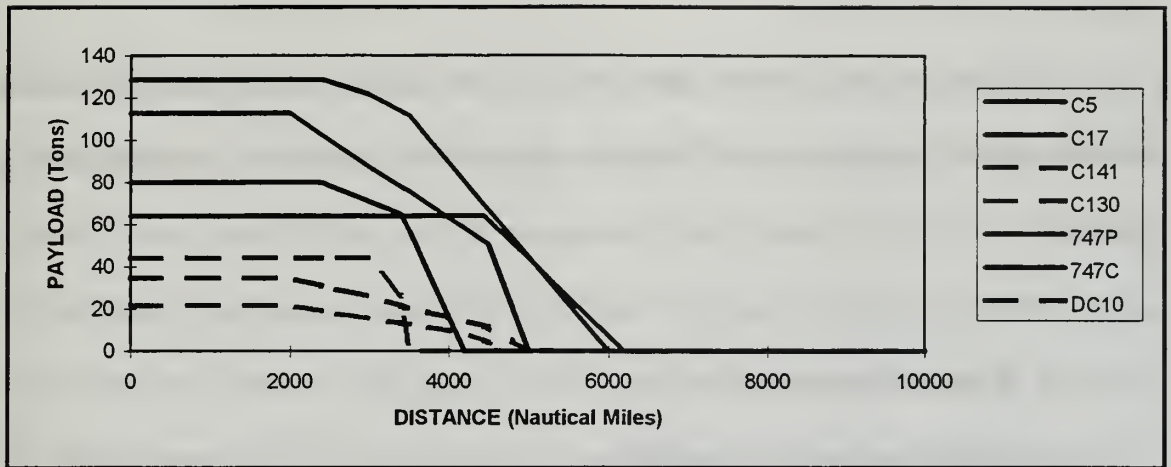 140
120
100
80
60
40
20
0
PAYLOAD (Tons)
0 2000 4000 6000 8000 10000
DISTANCE (Nautical Miles)
C5
C17
C141
C130
747P
747C
DC10